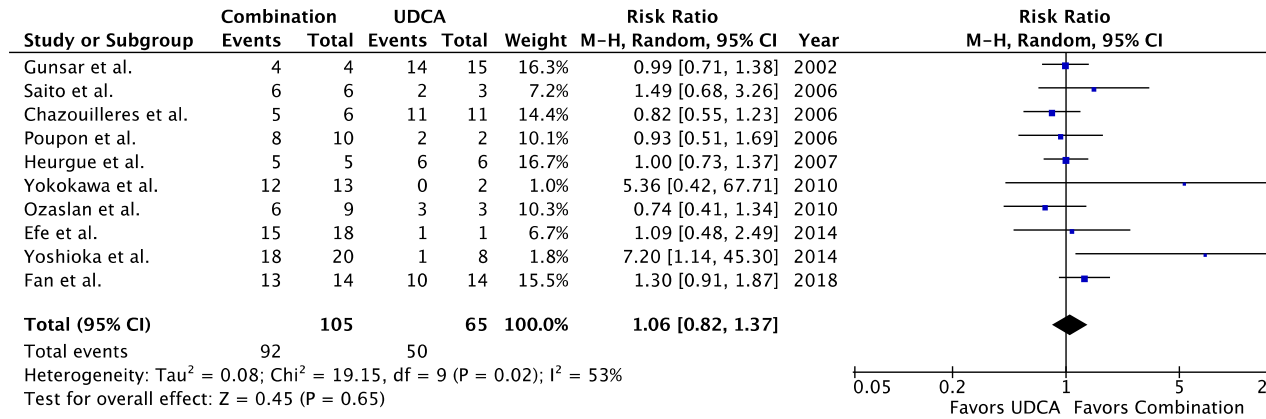 Combination UDCA Risk Ratio Risk Ratio
Study or Subgroup Events Total Events Total Weight M-H, Random, 95% CI Year M-H, Random, 95% CI
Gunsar et al. 4 4 14 15 16.3% 0.99 [0.71, 1.38] 2002
Saito et al. 6 6 2 3 7.2% 1.49 [0.68, 3.26] 2006
Chazouilleres et al. 5 6 11 11 14.4% 0.82 [0.55, 1.23] 2006
Poupon et al. 8 10 2 2 10.1% 0.93 [0.51, 1.69] 2006
Heurgue et al. 5 5 6 6 16.7% 1.00 [0.73, 1.37] 2007
Yokokawa et al. 12 13 0 2 1.0% 5.36 [0.42, 67.71] 2010
Ozaslan et al. 6 9 3 3 10.3% 0.74 [0.41, 1.34] 2010
Efe et al. 15 18 1 1 6.7% 1.09 [0.48, 2.49] 2014
Yoshioka et al. 18 20 1 8 1.8% 7.20 [1.14, 45.30] 2014
Fan et al. 13 14 10 14 15.5% 1.30 [0.91, 1.87] 2018
Total (95% CI) 105 65 100.0% 1.06 [0.82, 1.37]
Total events 92 50
Heterogeneity: Tau² = 0.08; Chi² = 19.15, df = 9 (P = 0.02); I² = 53%
Test for overall effect: Z = 0.45 (P = 0.65)
0.05 0.2 1 5 2
Favors UDCA Favors Combination